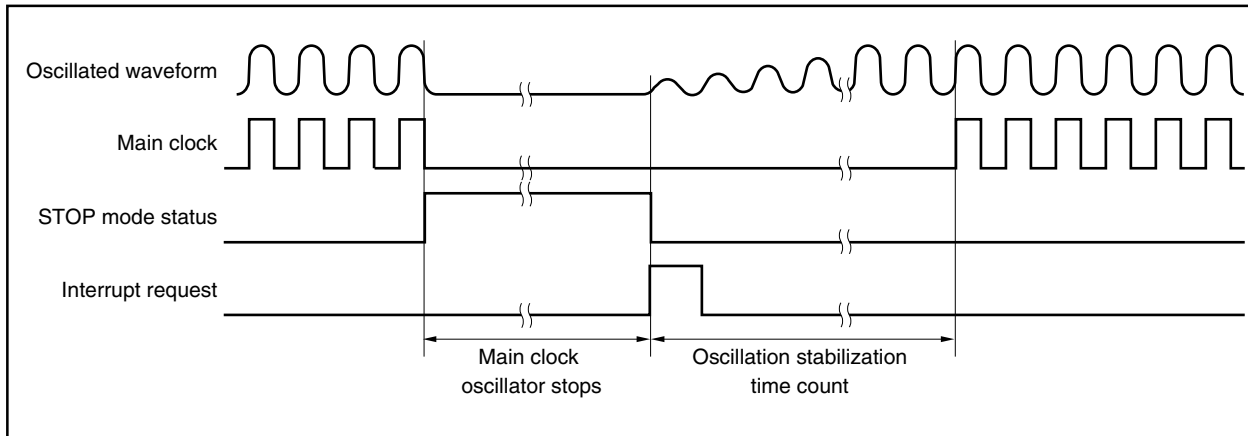 Oscillated waveform
Main clock
STOP mode status
Interrupt request
Main clock
oscillator stops
Oscillation stabilization
time count